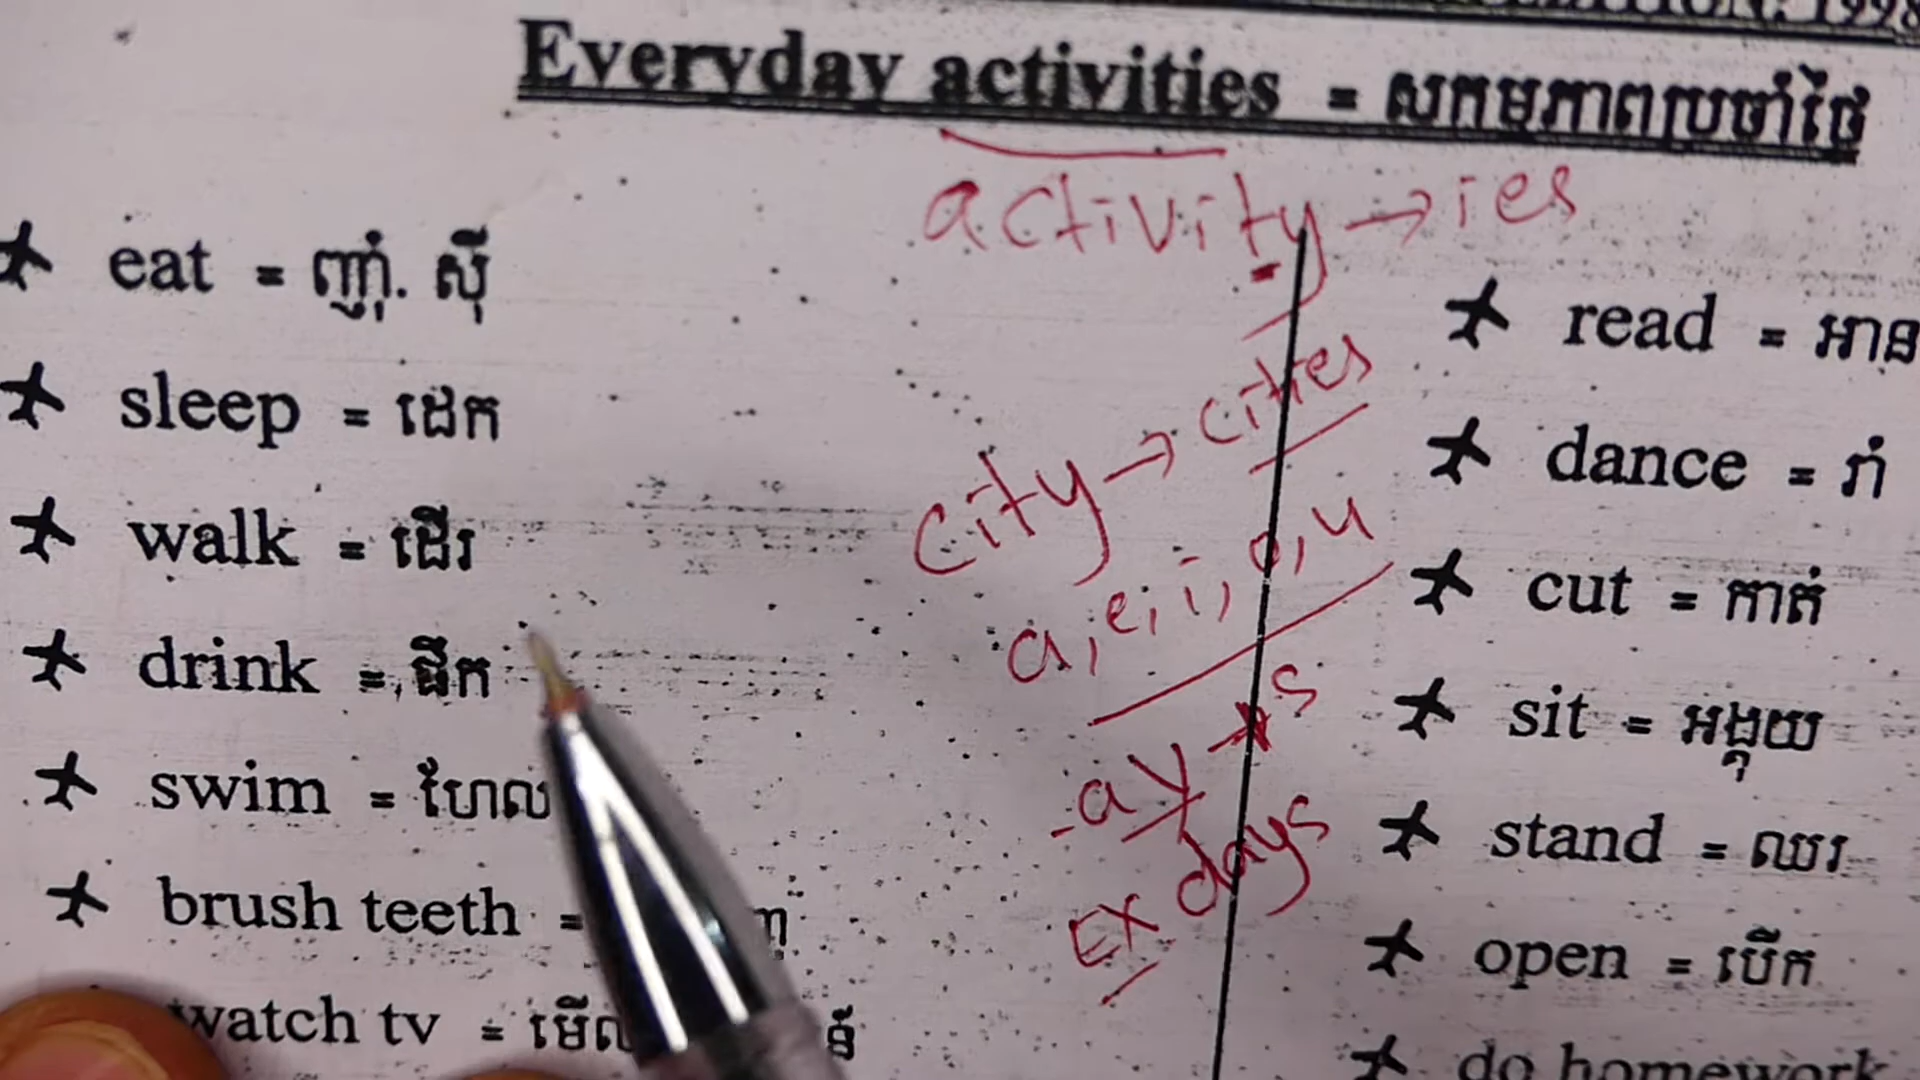 1998
Everyday activities = សកម្មភាពប្រចាំថ្ងៃ
activity → ies
eat = ញ៉ាំ. ស៊ី
sleep = ដេក
walk = ដើរ
drink = ផឹក
swim = ហែល
brush teeth =
watch tv = មើល
city → cities
a, e, i, o, u
ay → s
Ex days
read = អាន
dance = រាំ
cut = កាត់
sit = អង្គុយ
stand = ឈរ
open = បើក
do homework